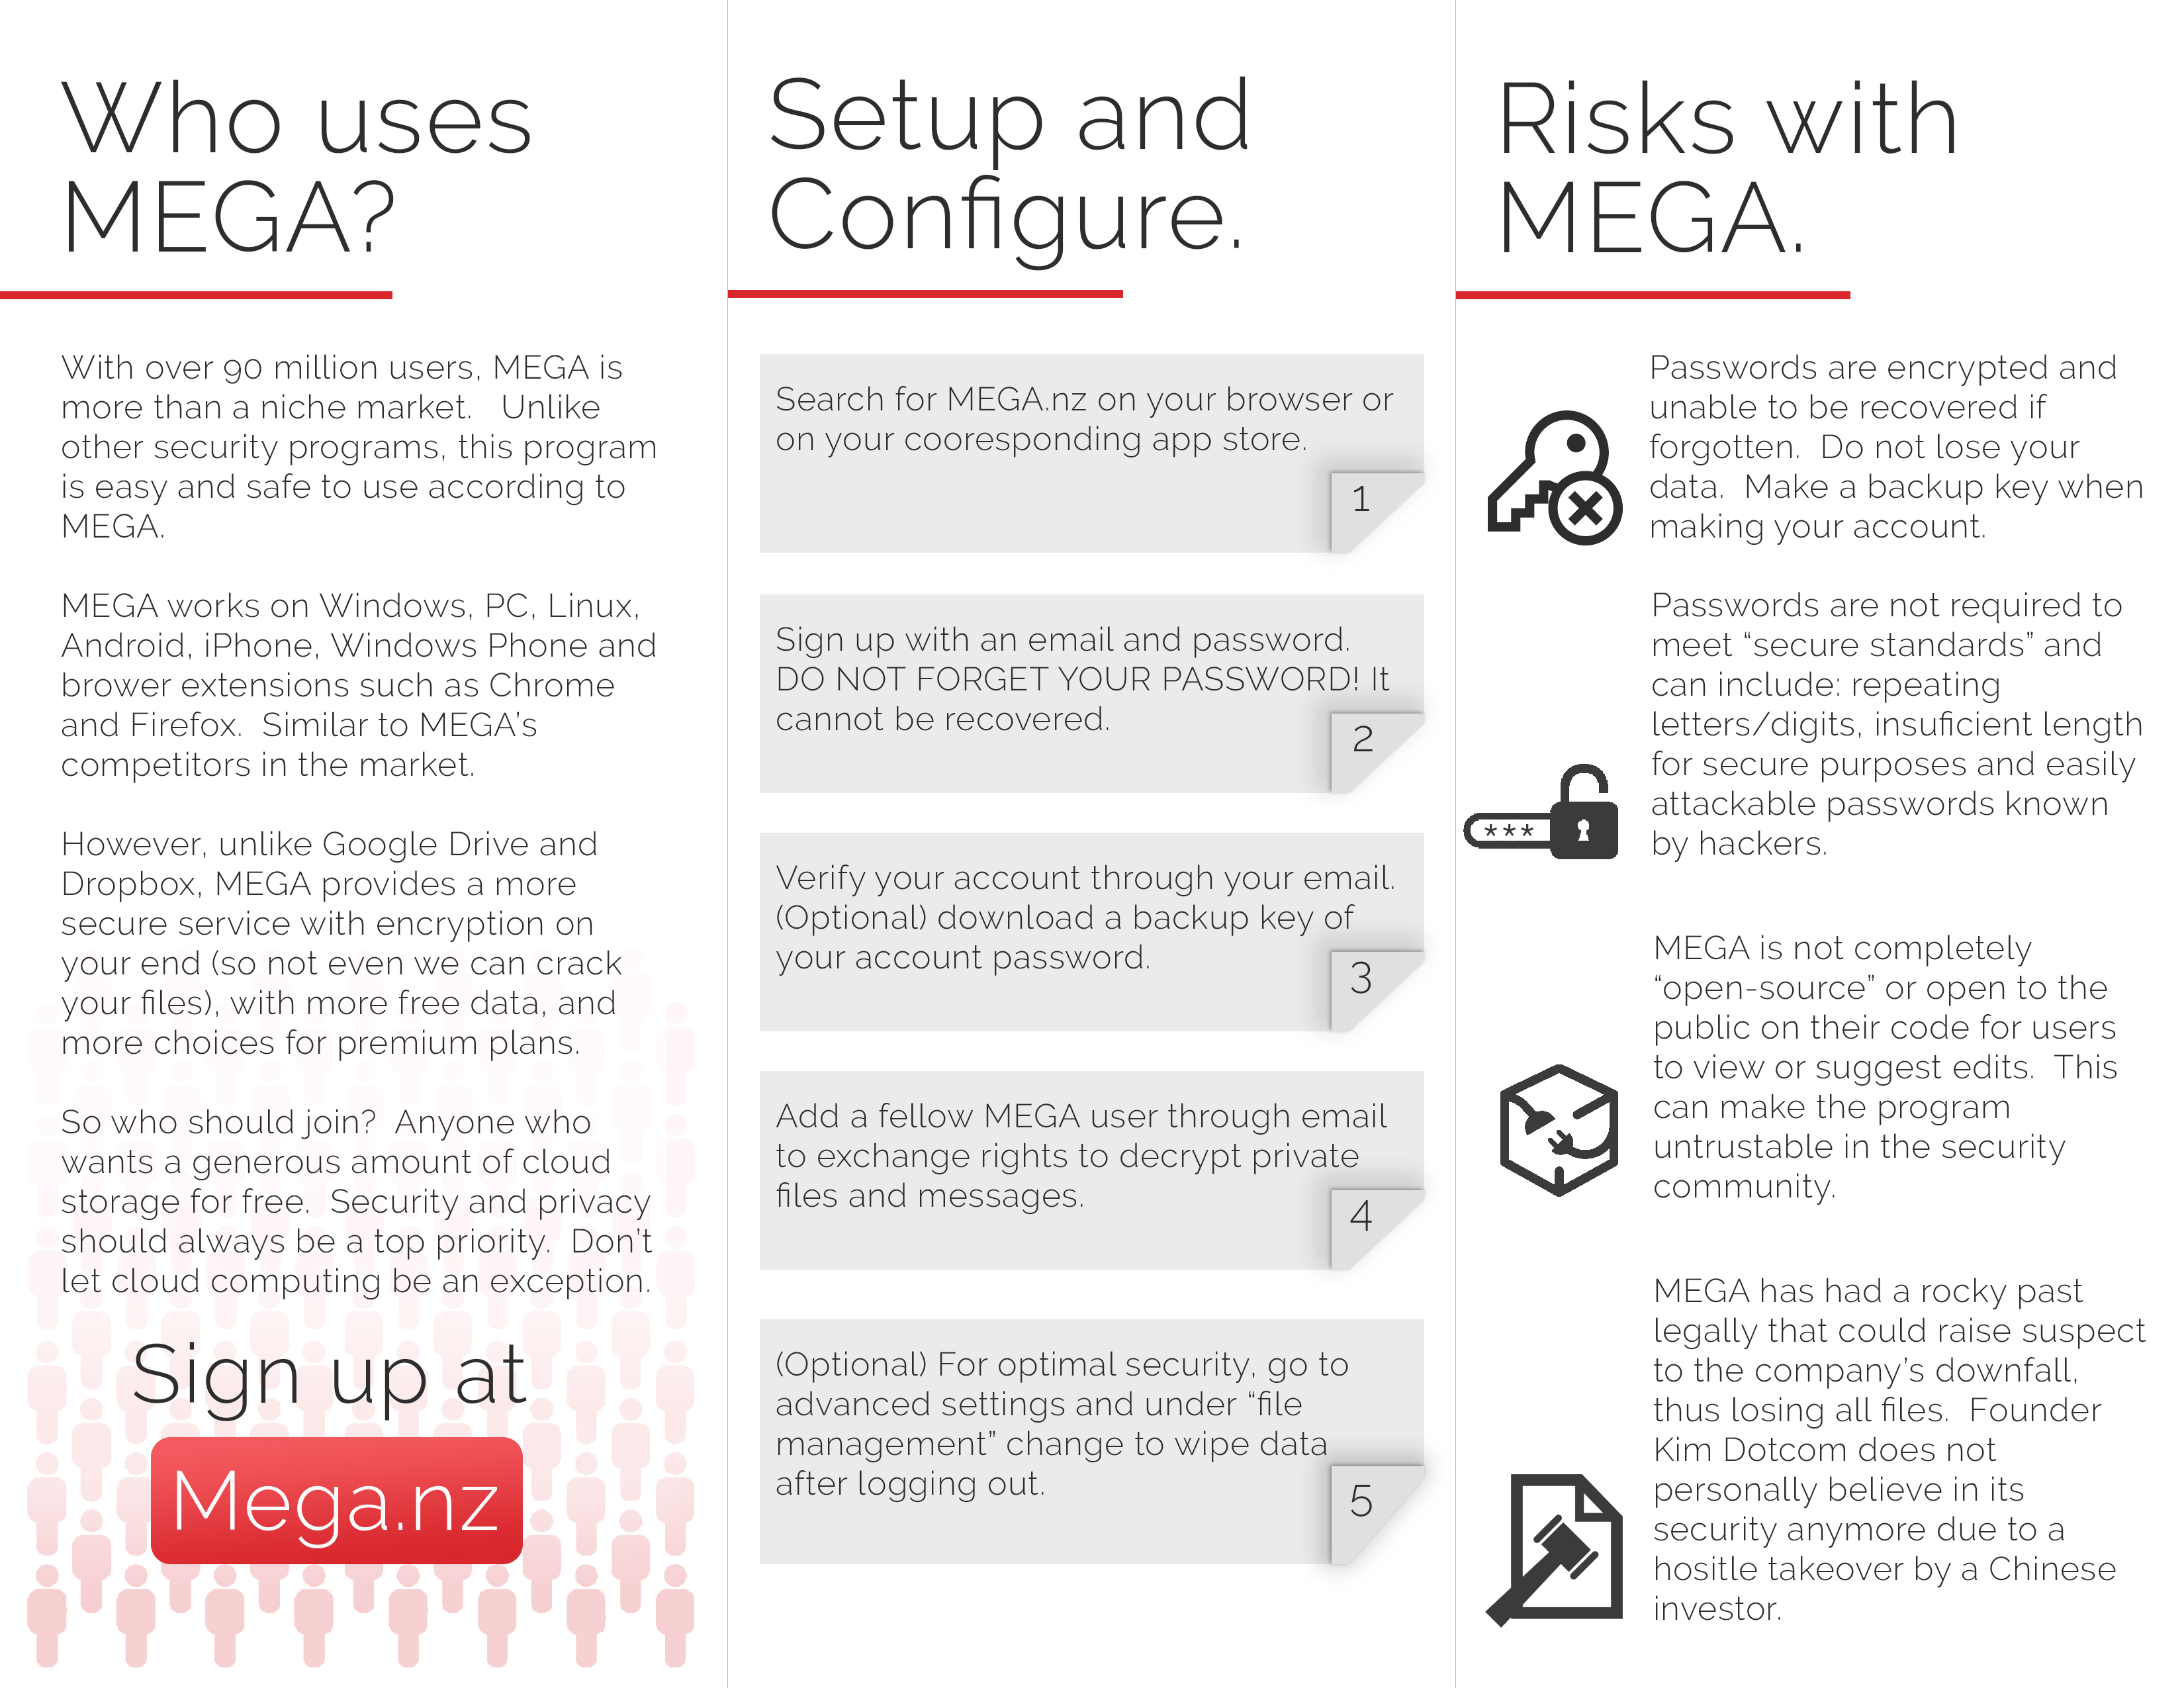 Who uses
MEGA?
With over 90 million users, MEGA is
more than a niche market.   Unlike
other security programs, this program
is easy and safe to use according to
MEGA.
MEGA works on Windows, PC, Linux,
Android, iPhone, Windows Phone and
brower extensions such as Chrome
and Firefox.  Similar to MEGA’s
competitors in the market.
However, unlike Google Drive and
Dropbox, MEGA provides a more
secure service with encryption on
your end (so not even we can crack
your files), with more free data, and
more choices for premium plans.
So who should join?  Anyone who
wants a generous amount of cloud
storage for free.  Security and privacy
should always be a top priority.  Don’t
let cloud computing be an exception.
Sign up at
Mega.nz
Setup and
Configure.
Search for MEGA.nz on your browser or
on your cooresponding app store.
1
Sign up with an email and password.
DO NOT FORGET YOUR PASSWORD! It
cannot be recovered.
2
Verify your account through your email.
(Optional) download a backup key of
your account password.
3
Add a fellow MEGA user through email
to exchange rights to decrypt private
files and messages.
4
(Optional) For optimal security, go to
advanced settings and under “file
management” change to wipe data
after logging out.
5
Risks with
MEGA.
Passwords are encrypted and
unable to be recovered if
forgotten.  Do not lose your
data.  Make a backup key when
making your account.
Passwords are not required to
meet “secure standards” and
can include: repeating
letters/digits, insuficient length
for secure purposes and easily
attackable passwords known
by hackers.
***
MEGA is not completely
“open-source” or open to the
public on their code for users
to view or suggest edits.  This
can make the program
untrustable in the security
community.
MEGA has had a rocky past
legally that could raise suspect
to the company’s downfall,
thus losing all files.  Founder
Kim Dotcom does not
personally believe in its
security anymore due to a
hositle takeover by a Chinese
investor.